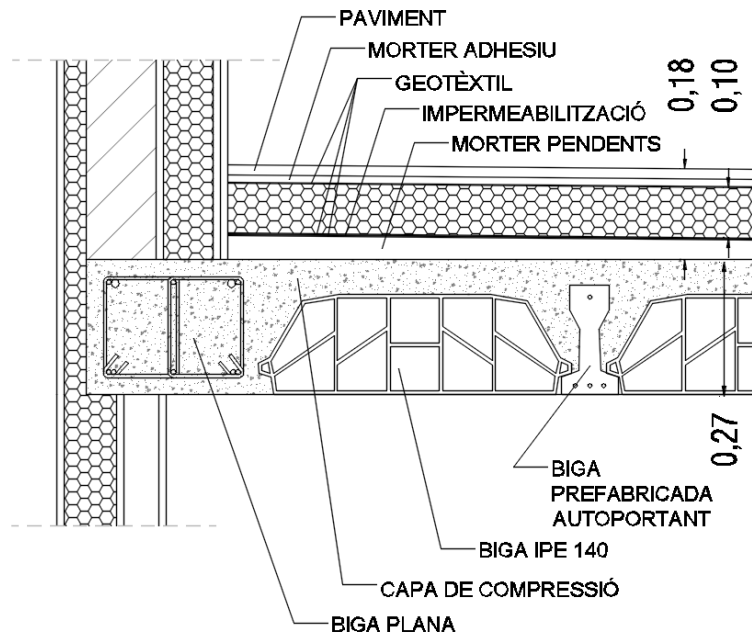 PAVIMENT
MORTER ADHESIU
GEOTÈXTIL
IMPERMEABILITZACIÓ
MORTER PENDENTS
0,18
0,10
0,27
BIGA
PREFABRICADA
AUTOPORTANT
BIGA IPE 140
CAPA DE COMPRESSIÓ
BIGA PLANA